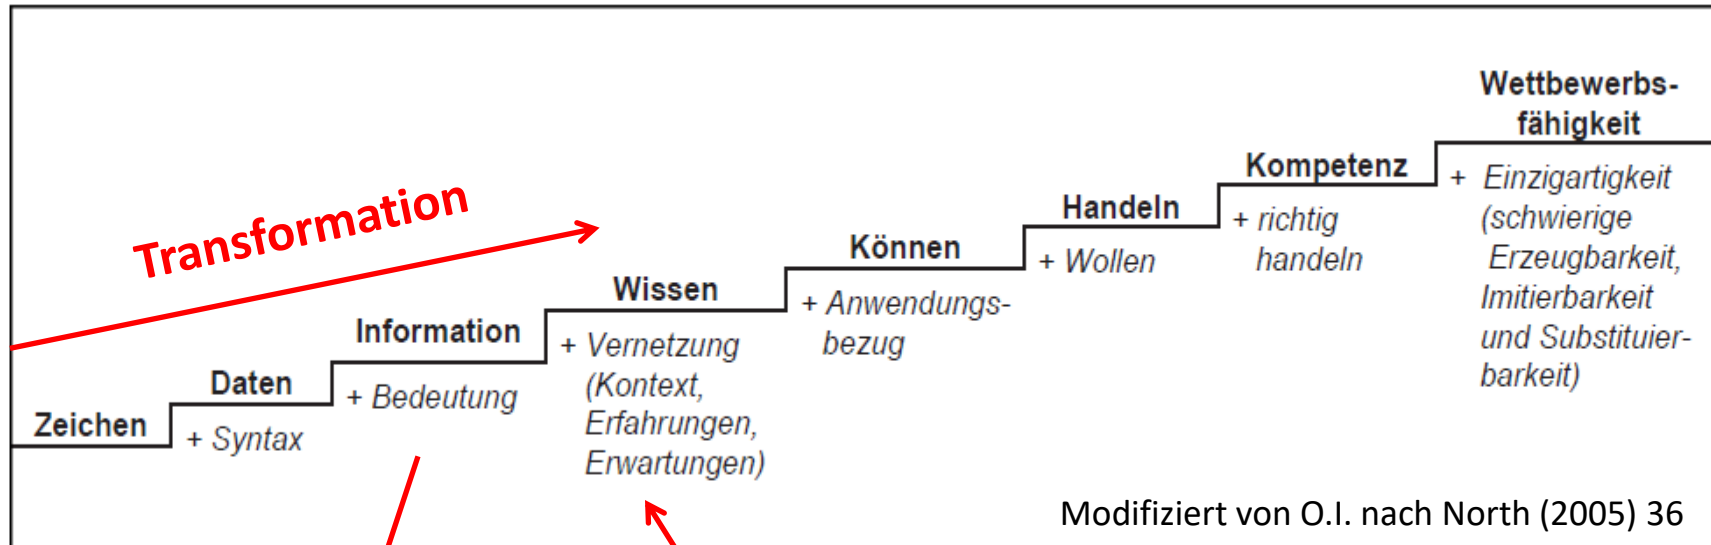 Transformation
Zeichen
Daten
+ Syntax
Information
+ Bedeutung
Wissen
+ Vernetzung
(Kontext,
Erfahrungen,
Erwartungen)
Können
+ Anwendungs-
bezug
Handeln
+ Wollen
Kompetenz
+ richtig
handeln
Wettbewerbs-
fähigkeit
+ Einzigartigkeit
(schwierige
Erzeugbarkeit,
Imitierbarkeit
und Substituier-
barkeit)
Modifiziert von O.I. nach North (2005) 36